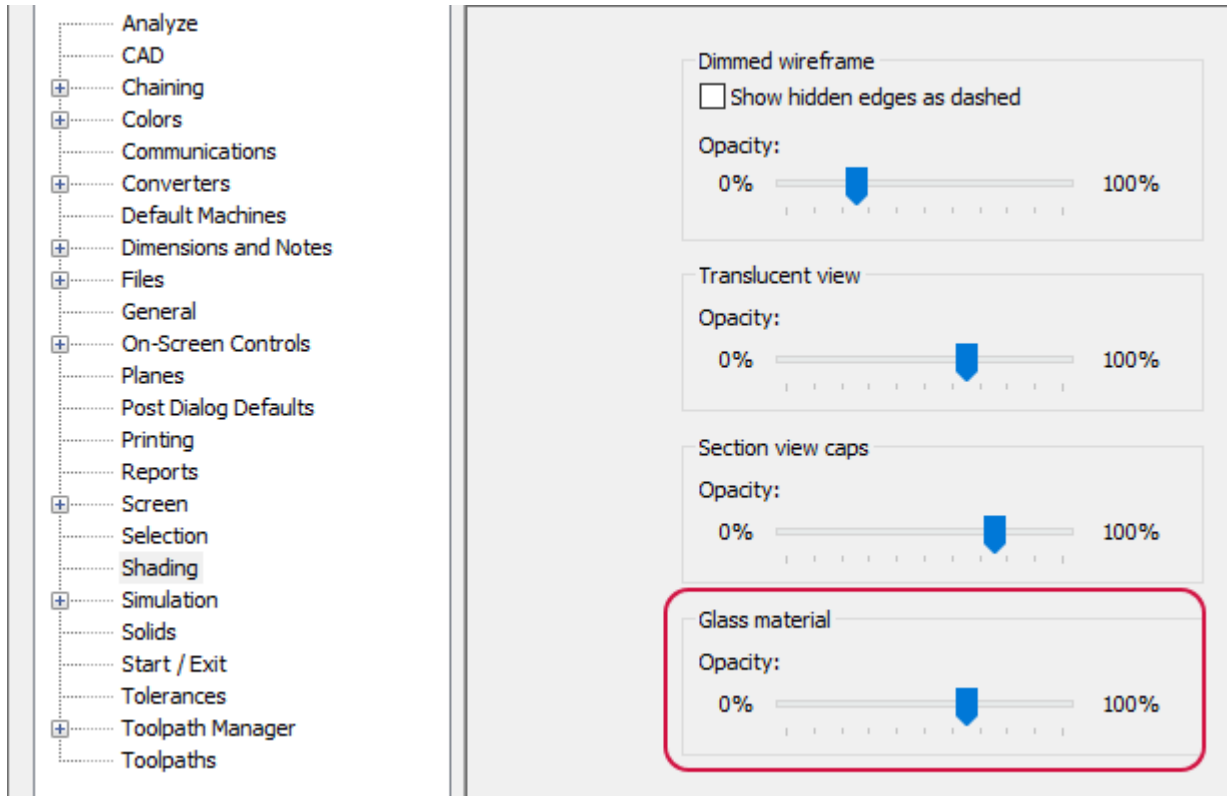 Analyze
CAD
Chaining
Colors
Communications
Converters
Default Machines
Dimensions and Notes
Files
General
On-Screen Controls
Planes
Post Dialog Defaults
Printing
Reports
Screen
Selection
Shading
Simulation
Solids
Start / Exit
Tolerances
Toolpath Manager
Toolpaths
Dimmed wireframe
Show hidden edges as dashed
Opacity:
0% 100%
Translucent view
Opacity:
0% 100%
Section view caps
Opacity:
0% 100%
Glass material
Opacity:
0% 100%